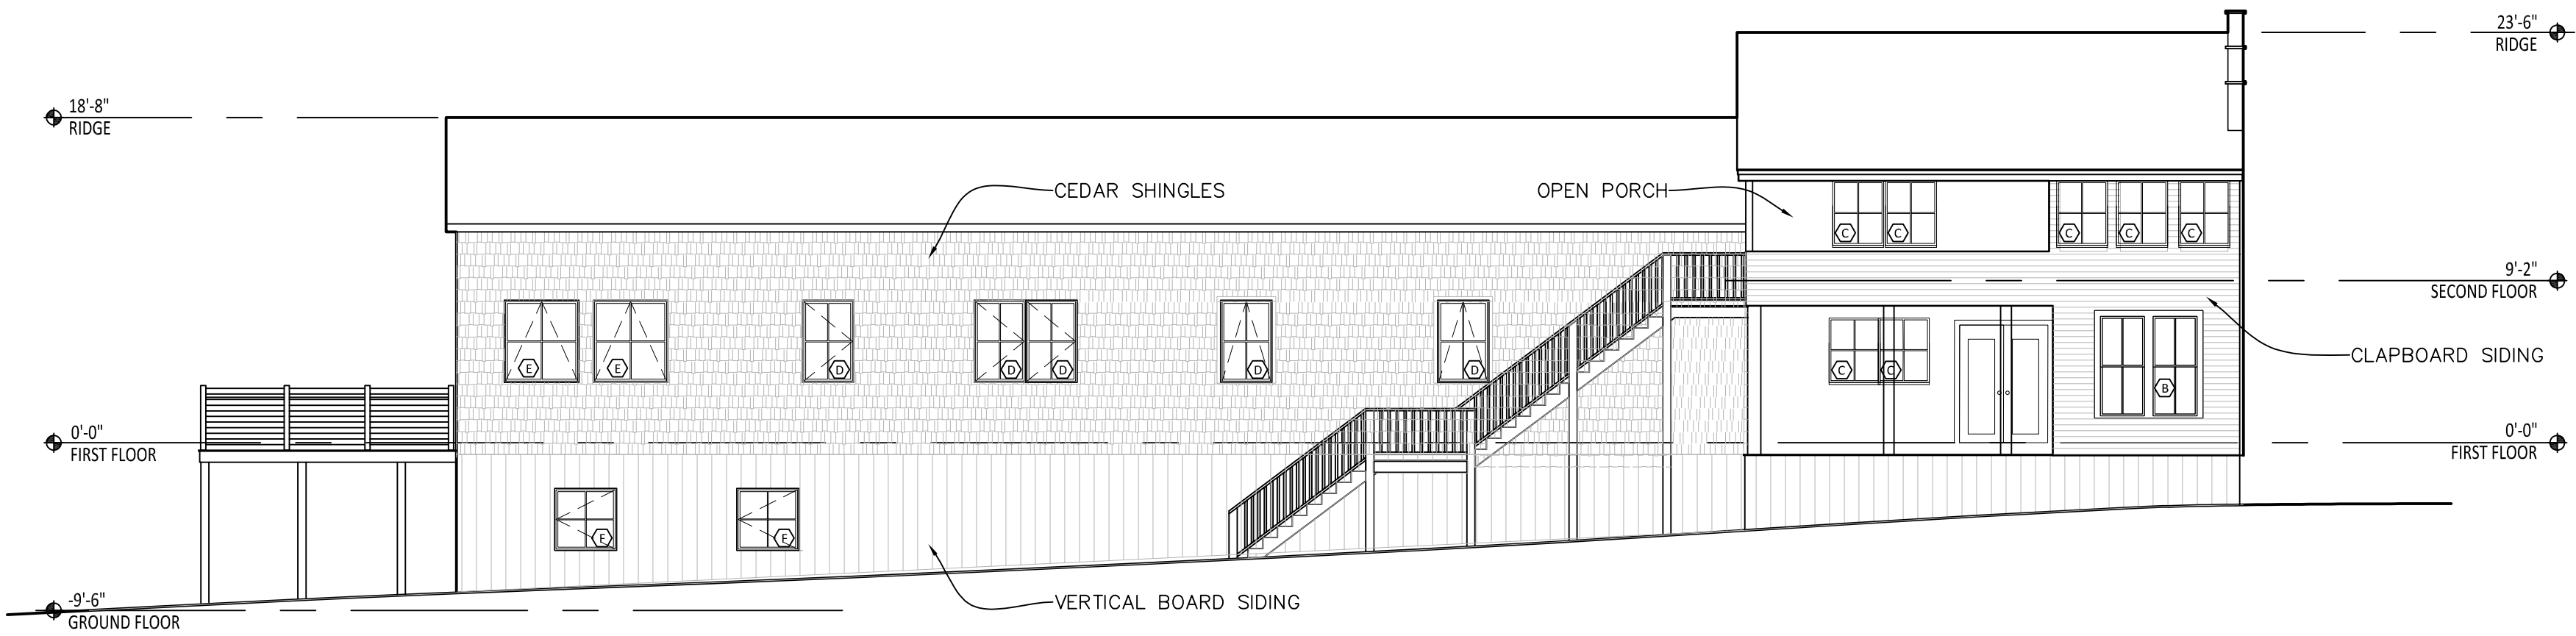 23'-6"
RIDGE
18'-8"
RIDGE
CEDAR SHINGLES
OPEN PORCH
C
C
C
C
C
9'-2"
SECOND FLOOR
E
E
D
D
D
D
D
C
C
B
CLAPBOARD SIDING
0'-0"
FIRST FLOOR
0'-0"
FIRST FLOOR
F
F
-9'-6"
GROUND FLOOR
VERTICAL BOARD SIDING